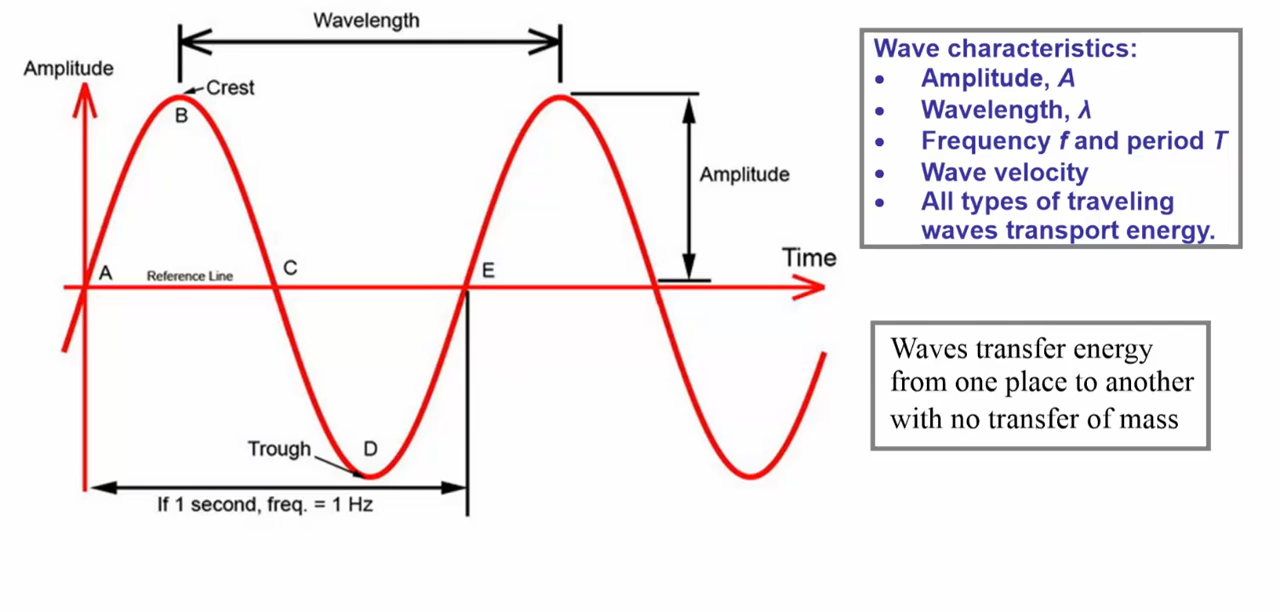 Wavelength
Amplitude
Crest
B
Amplitude
A
Reference Line
C
E
Time
Trough
D
If 1 second, freq. = 1 Hz
Wave characteristics:
• Amplitude, A
• Wavelength, λ
• Frequency f and period T
• Wave velocity
• All types of traveling
waves transport energy.
Waves transfer energy
from one place to another
with no transfer of mass